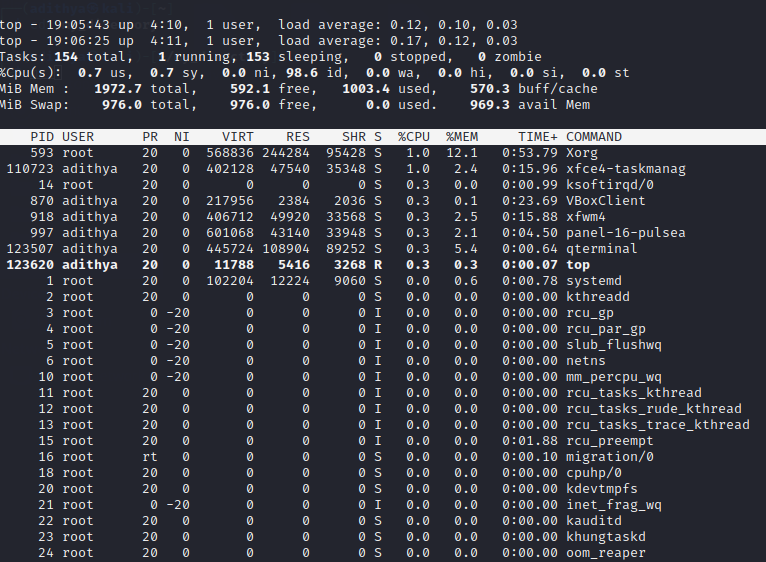 top - 19:05:43 up  4:10,  1 user,  load average: 0.12, 0.10, 0.03
top - 19:06:25 up  4:11,  1 user,  load average: 0.17, 0.12, 0.03
Tasks: 154 total,   1 running, 153 sleeping,   0 stopped,   0 zombie
%Cpu(s):  0.7 us,  0.7 sy,  0.0 ni, 98.6 id,  0.0 wa,  0.0 hi,  0.0 si,  0.0 st
MiB Mem :   1972.7 total,    592.1 free,   1003.4 used,    570.3 buff/cache
MiB Swap:    976.0 total,    976.0 free,      0.0 used.    969.3 avail Mem
PID USER      PR  NI    VIRT    RES    SHR S  %CPU  %MEM     TIME+ COMMAND
593 root      20   0  568836 244284  95428 S   1.0  12.1   0:53.79 Xorg
110723 adithya   20   0  402128  47540  35348 S   1.0   2.4   0:15.96 xfce4-taskmanag
14 root      20   0       0      0      0 S   0.3   0.0   0:00.99 ksoftirqd/0
870 adithya   20   0  217956   2384   2036 S   0.3   0.1   0:23.69 VBoxClient
918 adithya   20   0  406712  49920  33568 S   0.3   2.5   0:15.88 xfwm4
997 adithya   20   0  601068  43140  33948 S   0.3   2.1   0:04.50 panel-16-pulsea
123507 adithya   20   0  445724 108904  89252 S   0.3   5.4   0:00.64 qterminal
123620 adithya   20   0   11788   5416   3268 R   0.3   0.3   0:00.07 top
1 root      20   0  102204  12224   9060 S   0.0   0.6   0:00.78 systemd
2 root      20   0       0      0      0 S   0.0   0.0   0:00.00 kthreadd
3 root       0 -20       0      0      0 I   0.0   0.0   0:00.00 rcu_gp
4 root       0 -20       0      0      0 I   0.0   0.0   0:00.00 rcu_par_gp
5 root       0 -20       0      0      0 I   0.0   0.0   0:00.00 slub_flushwq
6 root       0 -20       0      0      0 I   0.0   0.0   0:00.00 netns
10 root       0 -20       0      0      0 I   0.0   0.0   0:00.00 mm_percpu_wq
11 root      20   0       0      0      0 I   0.0   0.0   0:00.00 rcu_tasks_kthread
12 root      20   0       0      0      0 I   0.0   0.0   0:00.00 rcu_tasks_rude_kthread
13 root      20   0       0      0      0 I   0.0   0.0   0:00.00 rcu_tasks_trace_kthread
15 root      20   0       0      0      0 I   0.0   0.0   0:01.88 rcu_preempt
16 root      rt   0       0      0      0 S   0.0   0.0   0:00.10 migration/0
18 root      20   0       0      0      0 S   0.0   0.0   0:00.00 cpuhp/0
20 root      20   0       0      0      0 S   0.0   0.0   0:00.00 kdevtmpfs
21 root       0 -20       0      0      0 I   0.0   0.0   0:00.00 inet_frag_wq
22 root      20   0       0      0      0 S   0.0   0.0   0:00.00 kauditd
23 root      20   0       0      0      0 S   0.0   0.0   0:00.00 khungtaskd
24 root      20   0       0      0      0 S   0.0   0.0   0:00.00 oom_reaper